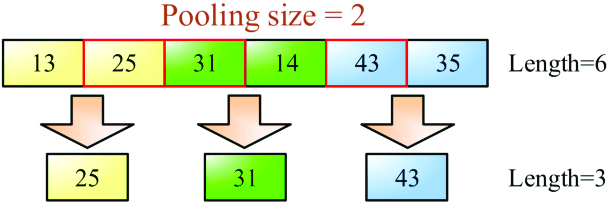 Pooling size = 2
13 25 31 14 43 35 Length=6
25 31 43 Length=3